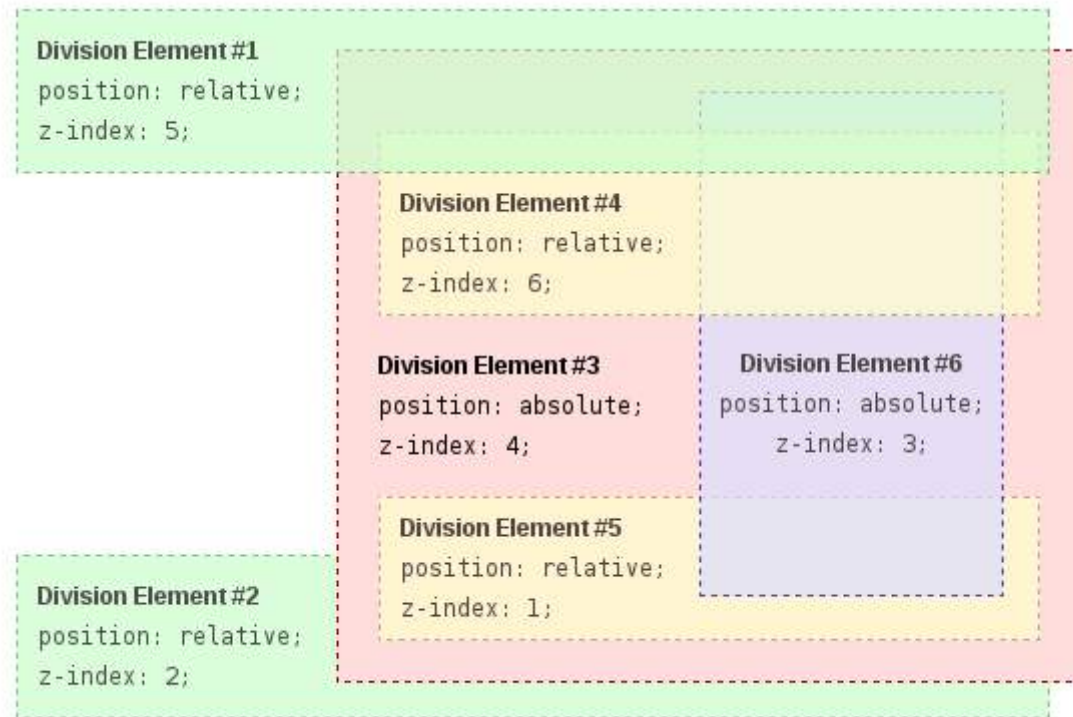 Division Element #1
position: relative;
z-index: 5;
Division Element #4
position: relative;
z-index: 6;
Division Element #3
position: absolute;
z-index: 4;
Division Element #6
position: absolute;
z-index: 3;
Division Element #5
position: relative;
z-index: 1;
Division Element #2
position: relative;
z-index: 2;